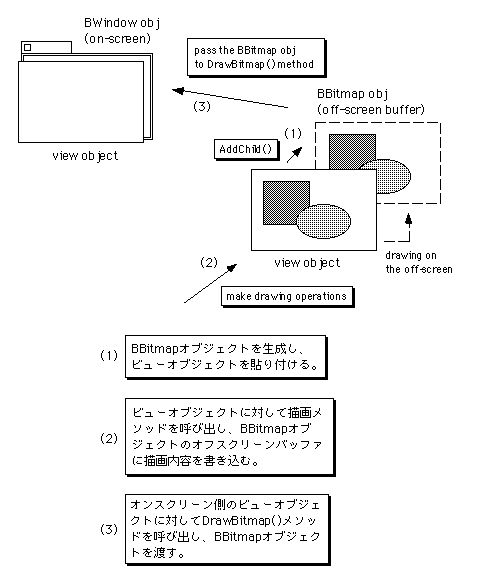 BWindow obj
(on-screen)
pass the BBitmap obj
to DrawBitmap() method
(3)
BBitmap obj
(off-screen buffer)
view object
(1)
AddChild()
(2)
view object
drawing on
the off-screen
make drawing operations
(1)
BBitmapオブジェクトを生成し、
ビューオブジェクトを貼り付ける。
(2)
ビューオブジェクトに対して描画メ
ソッドを呼び出し、BBitmapオブ
ジェクトのオフスクリーンバッファ
に描画内容を書き込む。
(3)
オンスクリーン側のビューオブジェ
クトに対してDrawBitmap()メソッ
ドを呼び出し、BBitmapオブジェク
トを渡す。